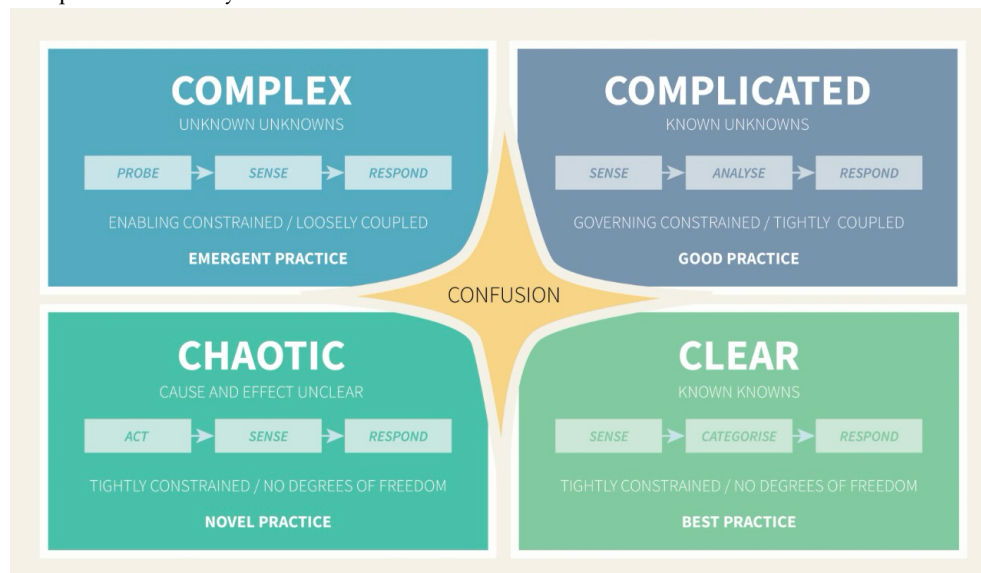 COMPLEX
UNKNOWN UNKNOWNS
PROBE SENSE RESPOND
ENABLING CONSTRAINED / LOOSELY COUPLED
EMERGENT PRACTICE
COMPLICATED
KNOWN UNKNOWNS
SENSE ANALYSE RESPOND
GOVERNING CONSTRAINED / TIGHTLY COUPLED
GOOD PRACTICE
CONFUSION
CHAOTIC
CAUSE AND EFFECT UNCLEAR
ACT SENSE RESPOND
TIGHTLY CONSTRAINED / NO DEGREES OF FREEDOM
NOVEL PRACTICE
CLEAR
KNOWN KNOWNS
SENSE CATEGORISE RESPOND
TIGHTLY CONSTRAINED / NO DEGREES OF FREEDOM
BEST PRACTICE